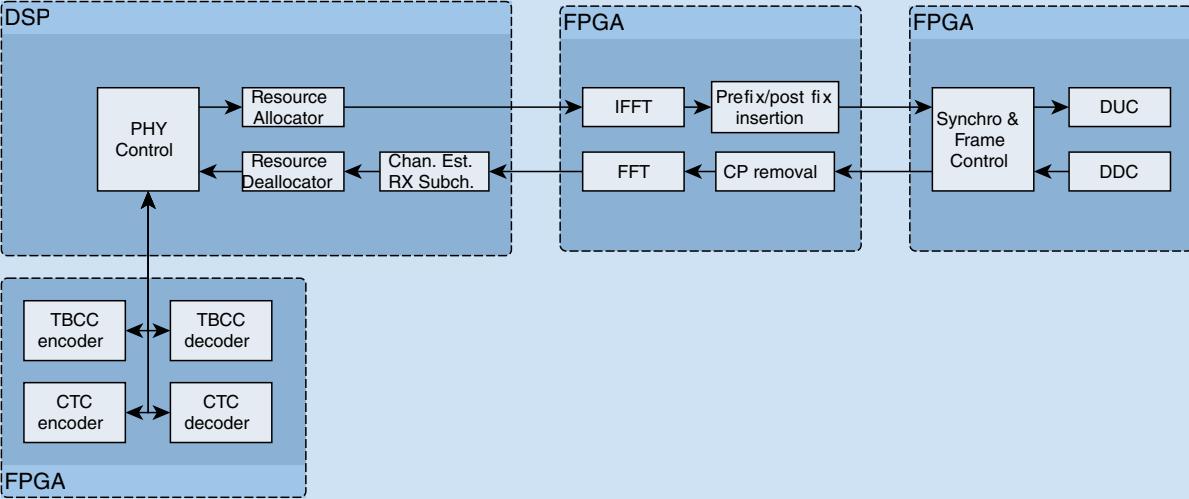 DSP
FPGA
FPGA
PHY
Control
Resource
Allocator
Resource
Deallocator
Chan. Est.
RX Subch.
IFFT
Prefix/post fix
insertion
FFT
CP removal
Synchro &
Frame
Control
DUC
DDC
TBCC
encoder
TBCC
decoder
CTC
encoder
CTC
decoder
FPGA